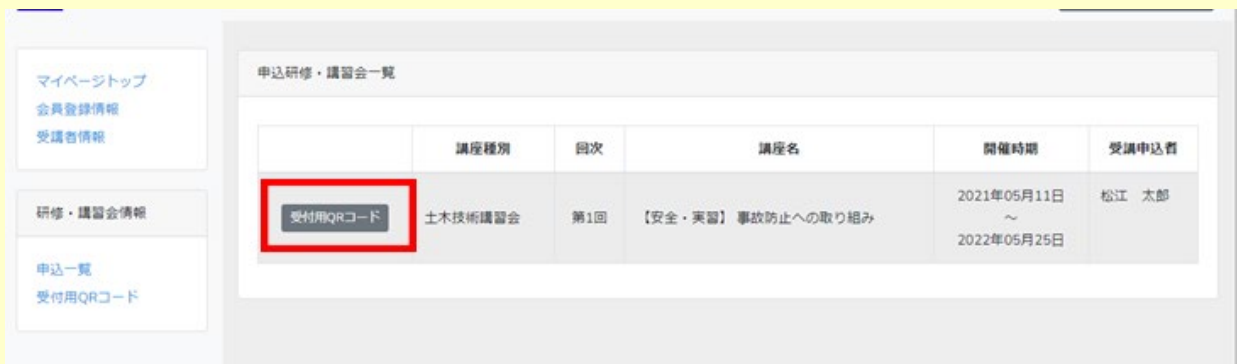 マイページトップ
会員登録情報
受講者情報
研修・講習会情報
申込一覧
受付用QRコード
申込研修・講習会一覧
講座種別 回次 講座名 開催時期 受講申込者
受付用QRコード 土木技術講習会 第1回 【安全・実習】 事故防止への取り組み 2021年05月11日 松江 太郎
～
2022年05月25日